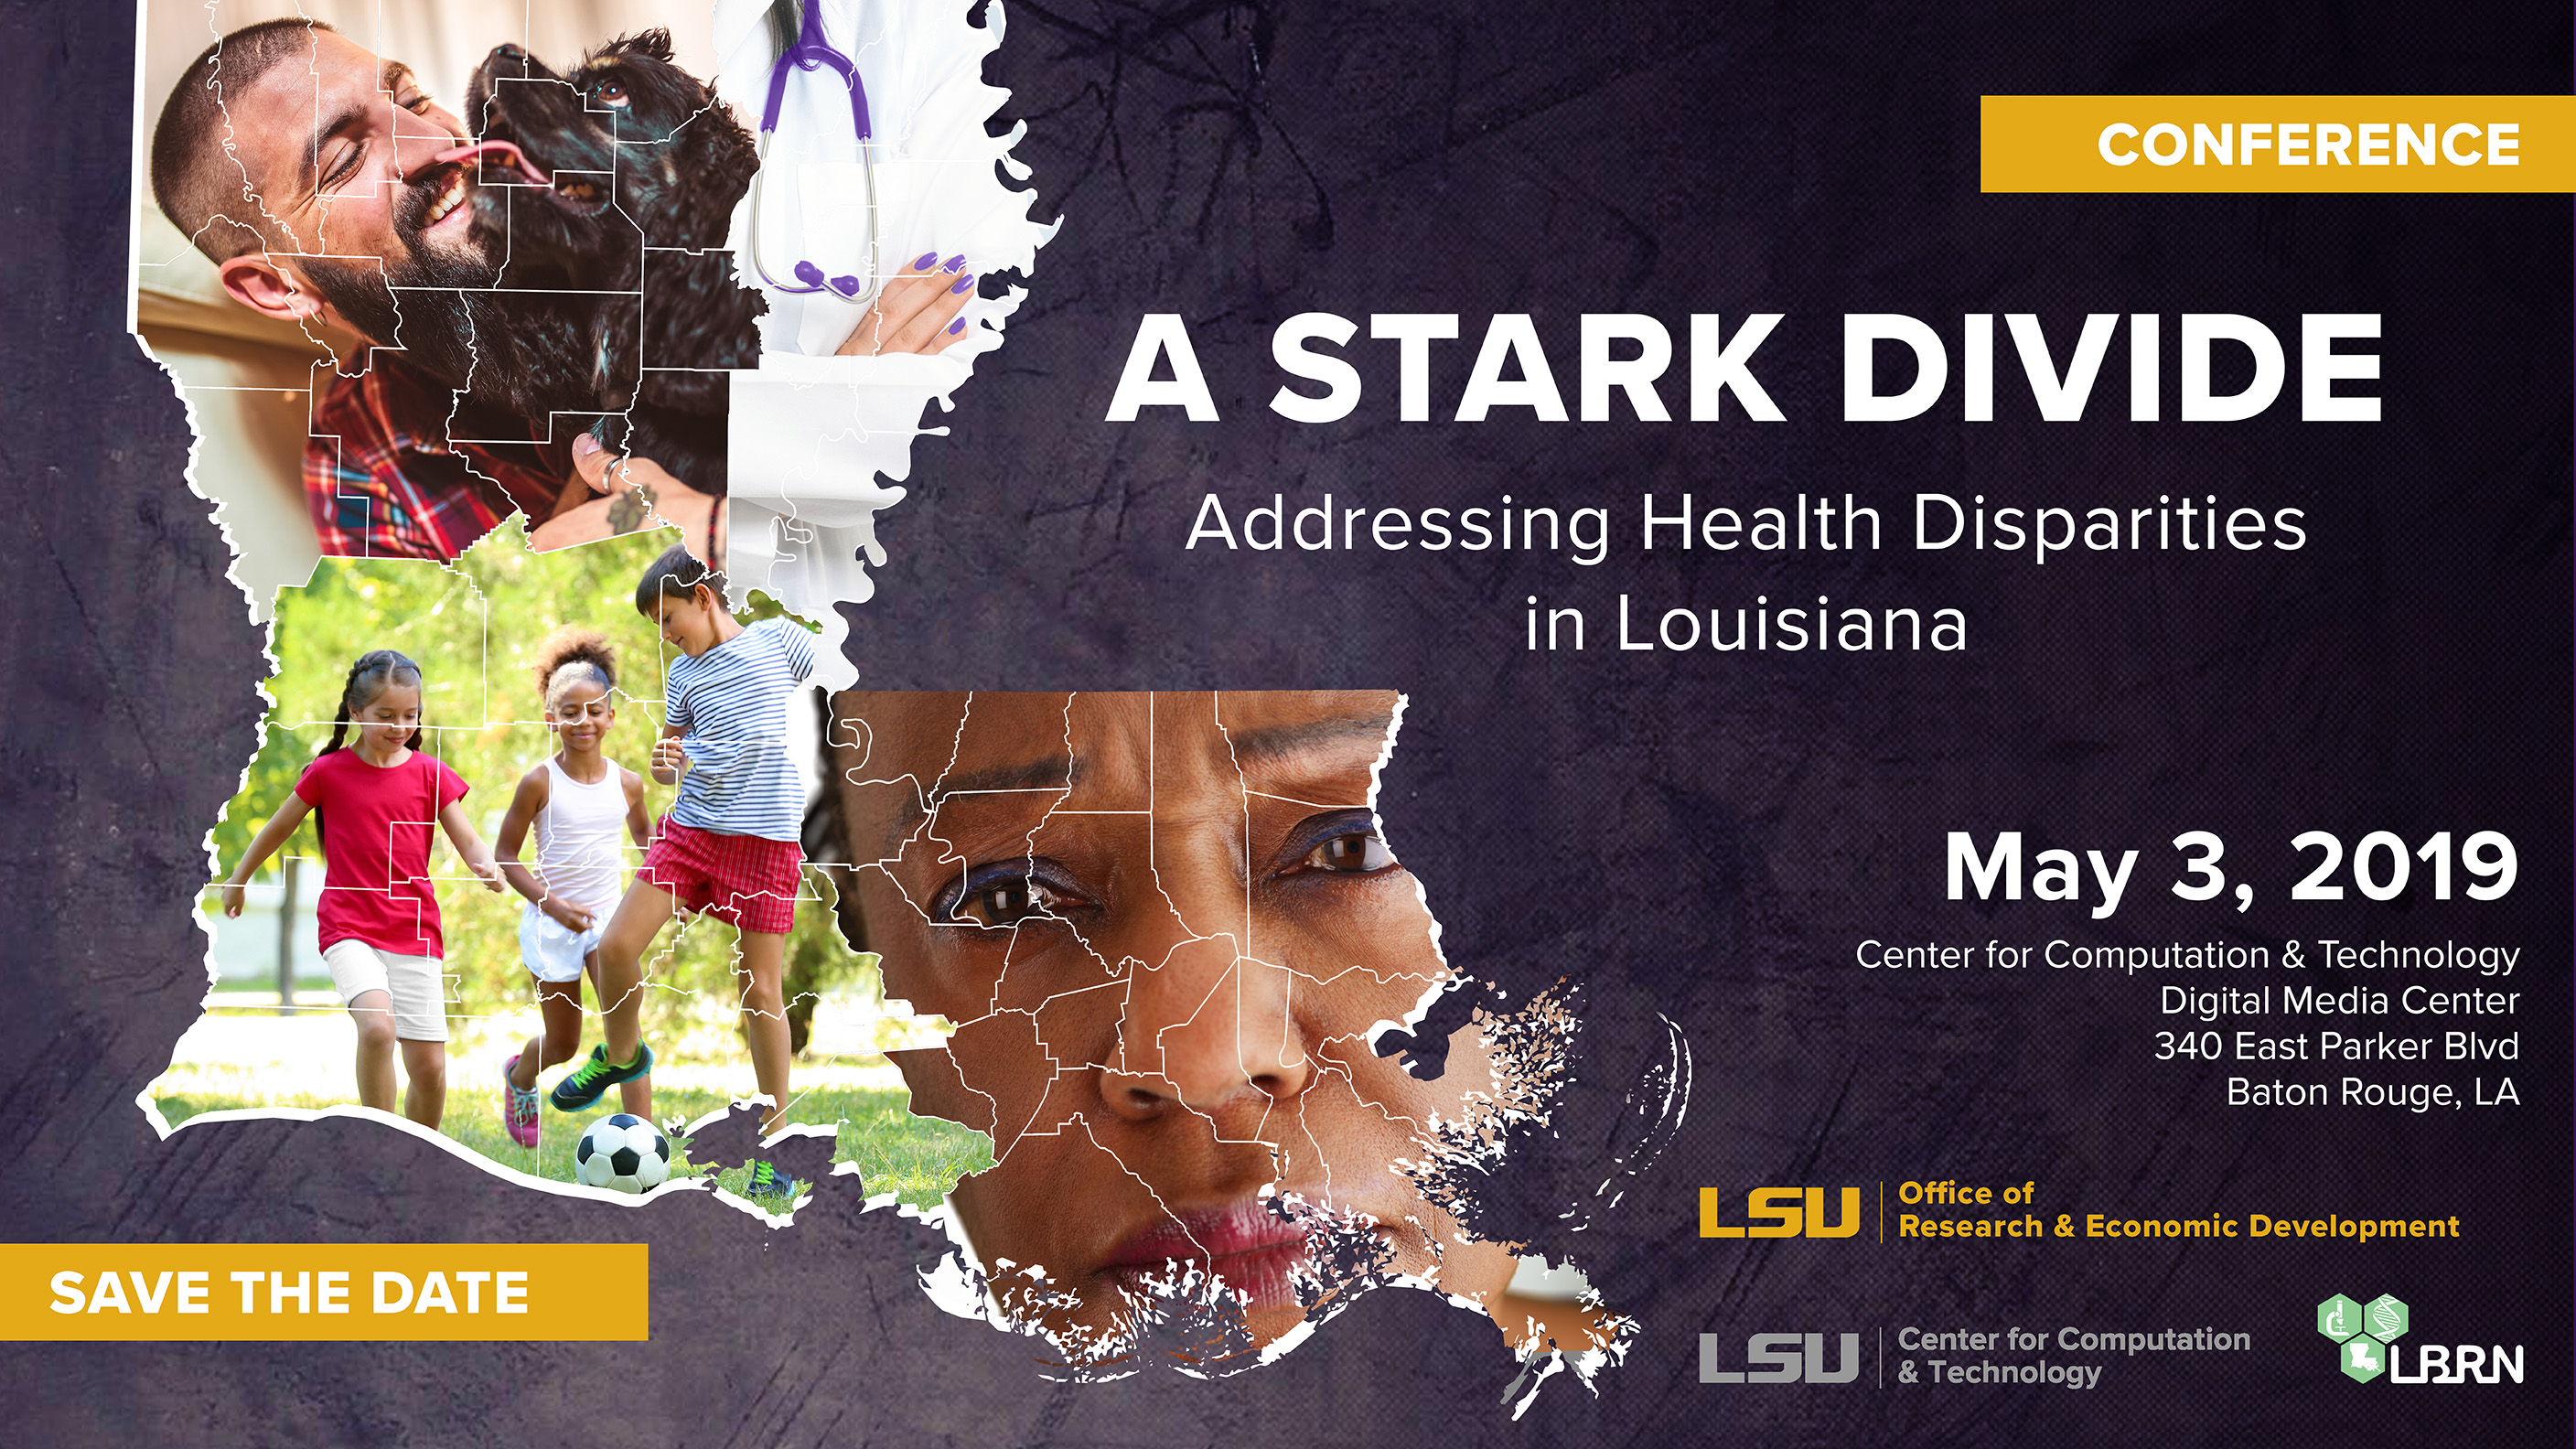 CONFERENCE
A STARK DIVIDE
Addressing Health Disparities
in Louisiana
May 3, 2019
Center for Computation & Technology
Digital Media Center
340 East Parker Blvd
Baton Rouge, LA
LSU Office of
Research & Economic Development
SAVE THE DATE
LSU Center for Computation
& Technology
LBRN